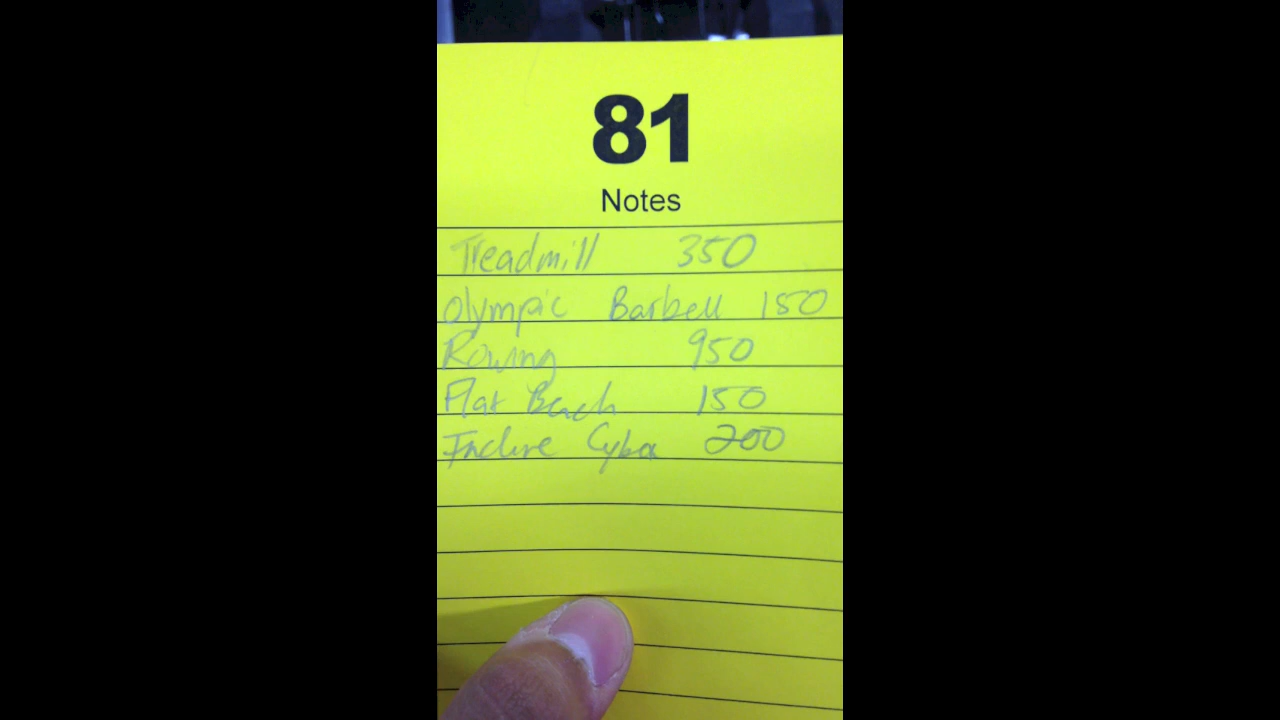 81
Notes
Treadmill 350
Olympic Barbell 150
Rowing 950
Flat Bench 150
Incline Cybex 200